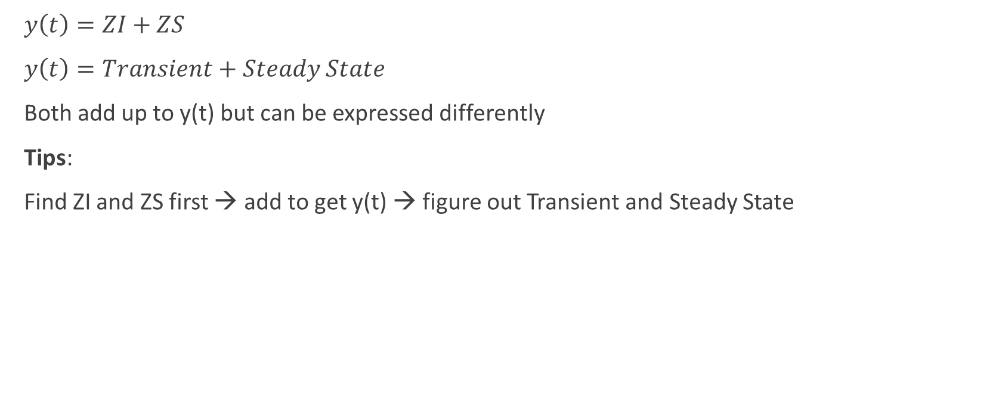 y(t) = ZI + ZS
y(t) = Transient + Steady State
Both add up to y(t) but can be expressed differently
Tips:
Find ZI and ZS first → add to get y(t) → figure out Transient and Steady State